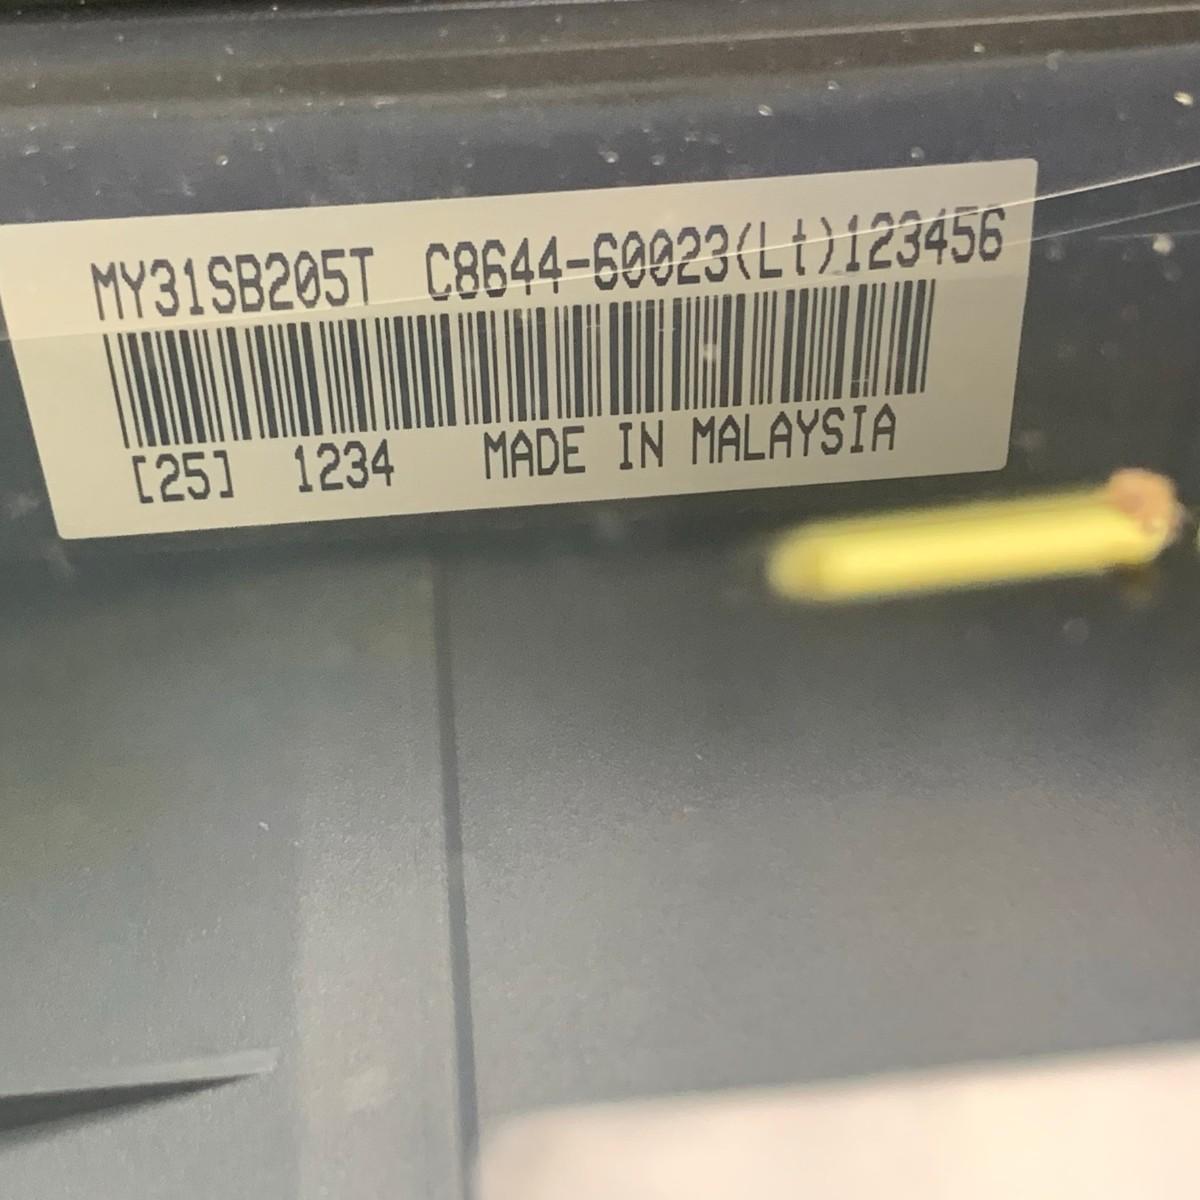 MY31SB205T C8644-60023(Lt)123456
[25] 1234 MADE IN MALAYSIA